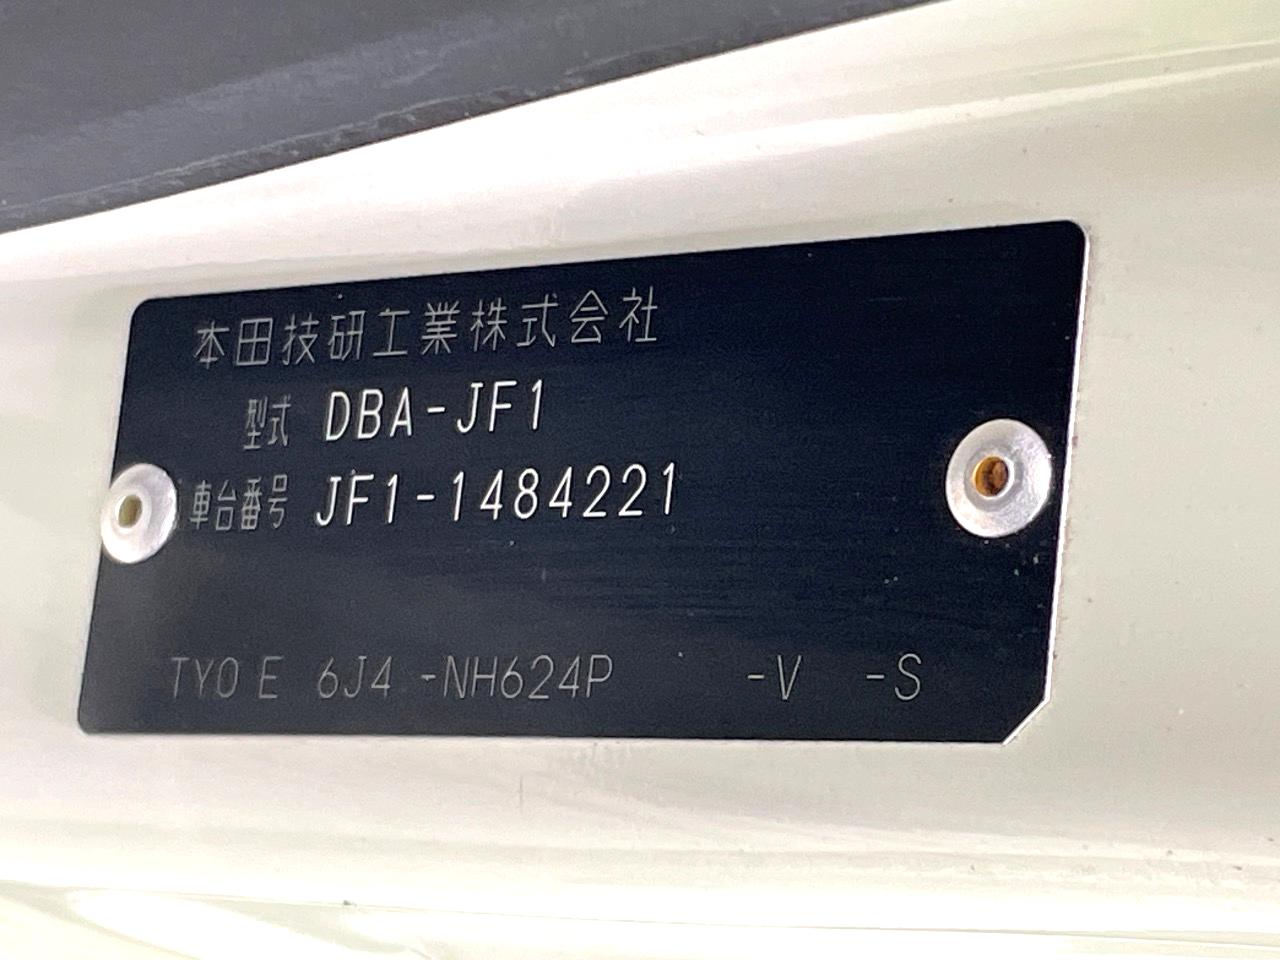 本田技研工業株式会社
型式 DBA-JF1
車台番号 JF1-1484221
TY0 E 6J4 -NH624P -V -S